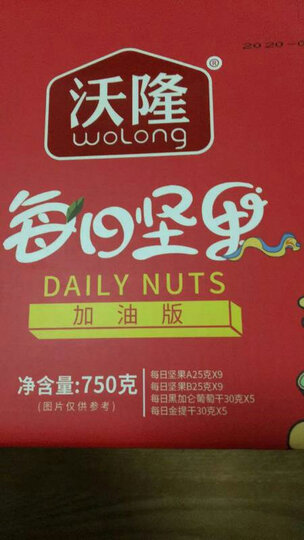 2020-0
沃隆®
WOLONG
每日坚果
DAILY NUTS
加油版
净含量:750克
(图片仅供参考)
每日坚果A25克X9
每日坚果B25克X9
每日黑加仑葡萄干30克X5
每日金提干30克X5